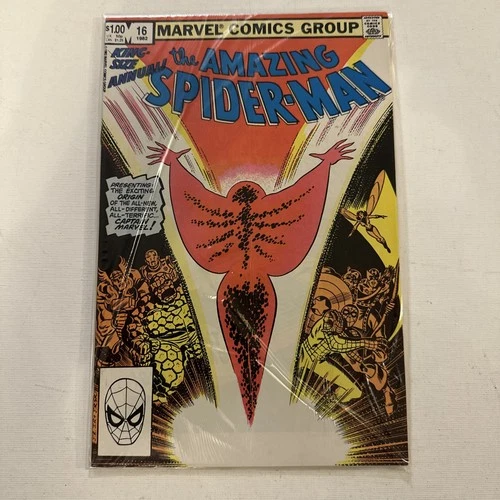 $1.00
16
1982
MARVEL COMICS GROUP
KING-
SIZE
ANNUAL!
the AMAZING
SPIDER-MAN
PRESENTING:
THE EXCITING
ORIGIN
OF THE ALL-NEW,
ALL-DIFFERENT,
ALL-TERRIFIC...
CAPTAIN
MARVEL!